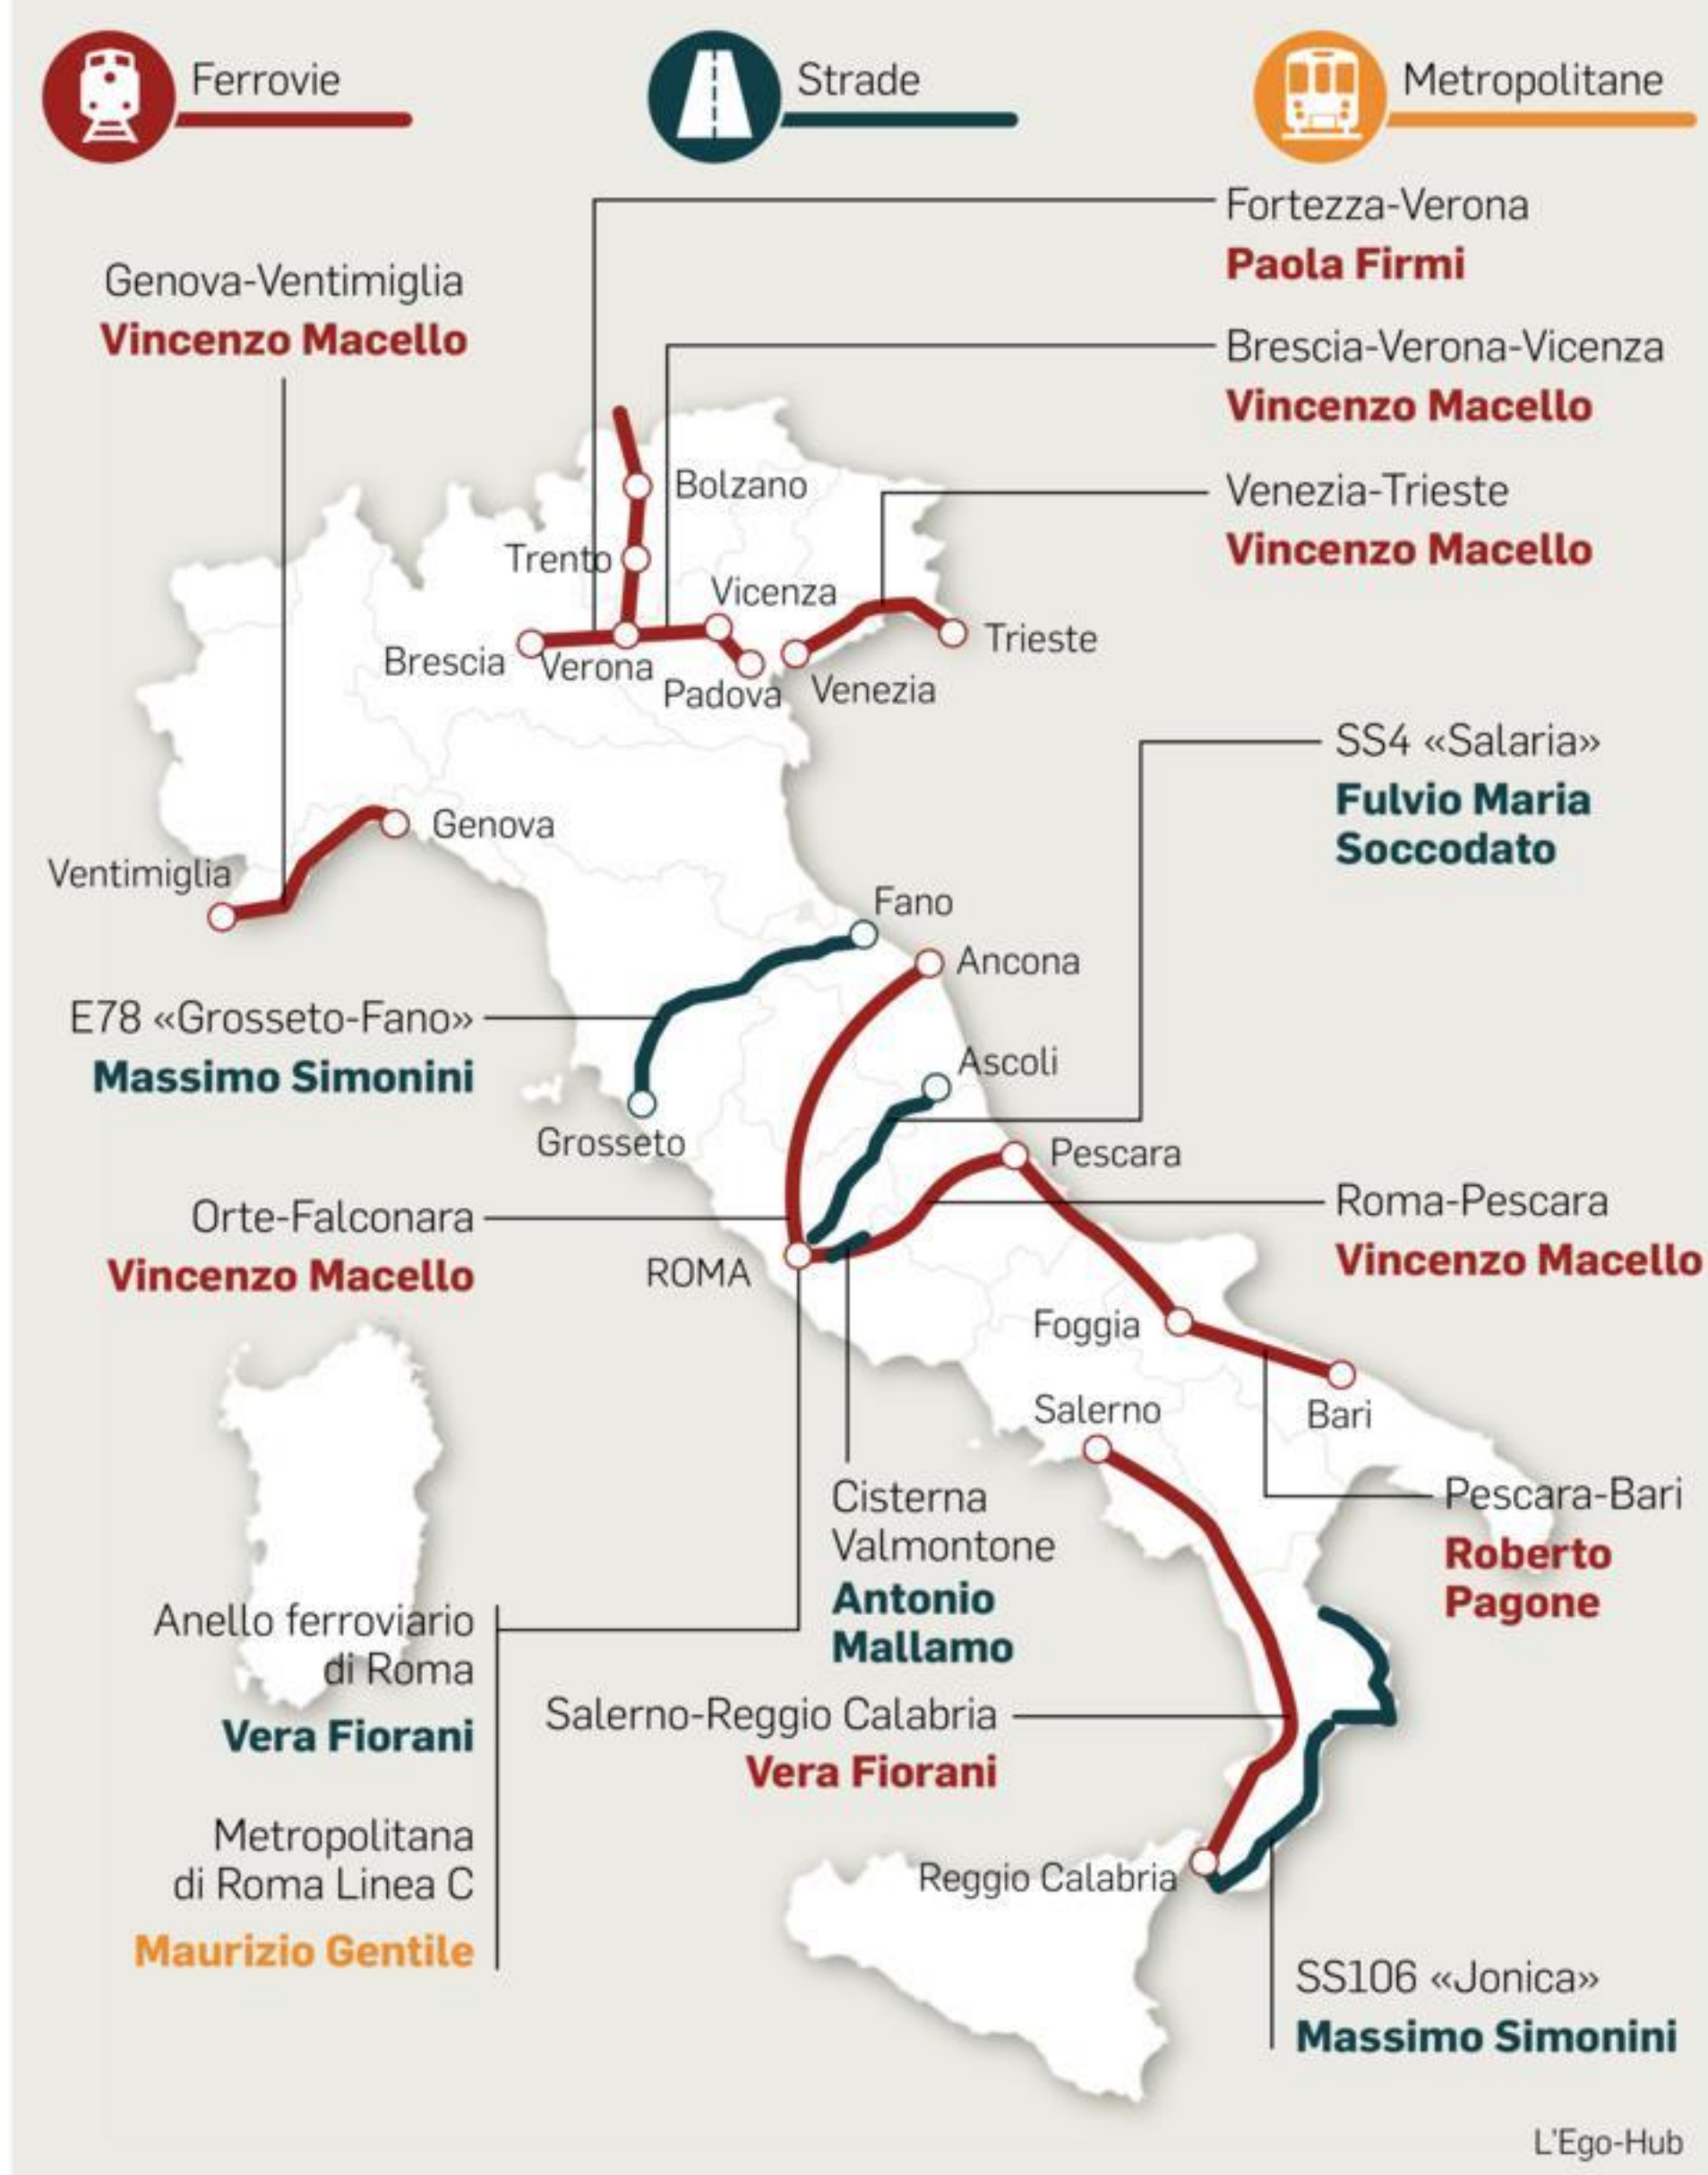 Ferrovie
Strade
Metropolitane
Fortezza-Verona
Paola Firmi
Genova-Ventimiglia
Vincenzo Macello
Brescia-Verona-Vicenza
Vincenzo Macello
Venezia-Trieste
Vincenzo Macello
Bolzano
Trento
Vicenza
Trieste
Brescia
Verona
Padova
Venezia
SS4 «Salaria»
Fulvio Maria
Soccodato
Genova
Ventimiglia
Fano
Ancona
E78 «Grosseto-Fano»
Massimo Simonini
Ascoli
Grosseto
Pescara
Orte-Falconara
Vincenzo Macello
ROMA
Roma-Pescara
Vincenzo Macello
Foggia
Salerno
Bari
Cisterna
Valmontone
Antonio
Mallamo
Pescara-Bari
Roberto
Pagone
Anello ferroviario
di Roma
Vera Fiorani
Salerno-Reggio Calabria
Vera Fiorani
Metropolitana
di Roma Linea C
Maurizio Gentile
Reggio Calabria
SS106 «Jonica»
Massimo Simonini
L'Ego-Hub